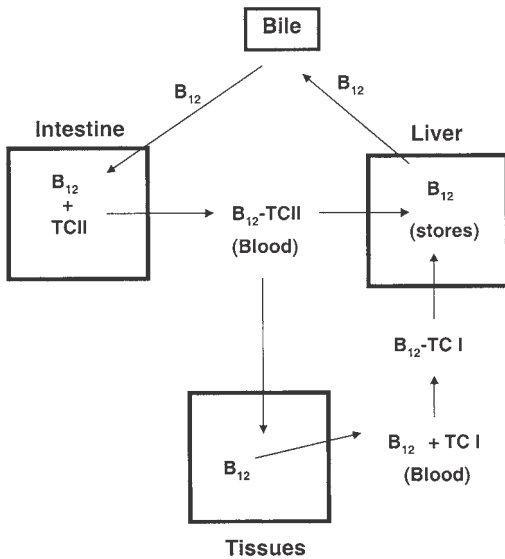 Bile
B₁₂
B₁₂
Intestine
Liver
B₁₂
+
TCII
B₁₂-TCII
(Blood)
B₁₂
(stores)
B₁₂-TC I
B₁₂
B₁₂ + TC I
(Blood)
Tissues